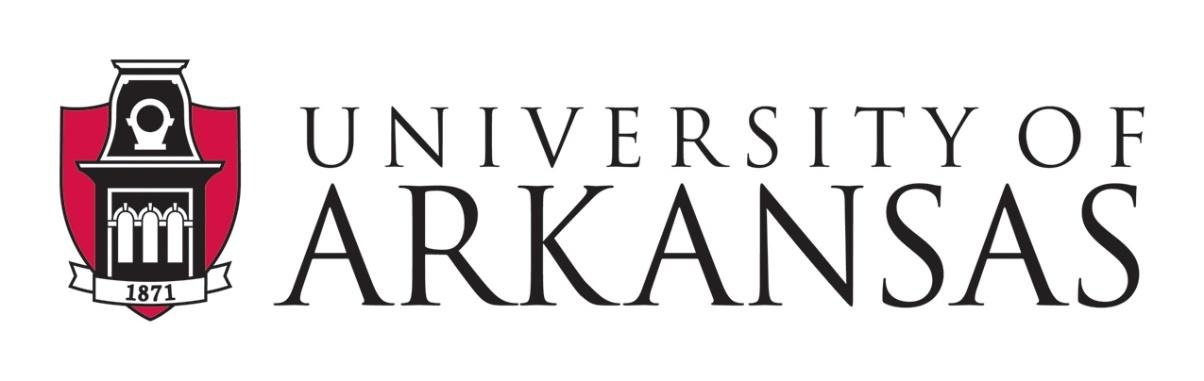 UNIVERSITY OF
ARKANSAS
1871